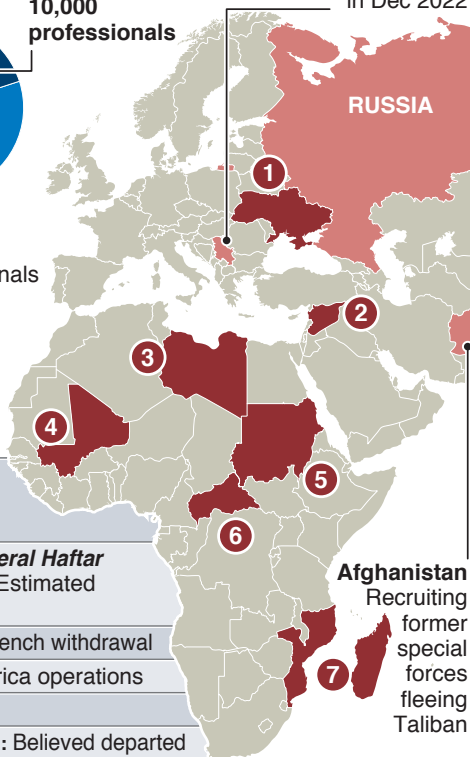 10,000
professionals
in Dec 2022
RUSSIA
1
nals
2
3
4
5
6
eral Haftar
Estimated
ench withdrawal
rica operations
: Believed departed
7
Afghanistan
Recruiting
former
special
forces
fleeing
Taliban